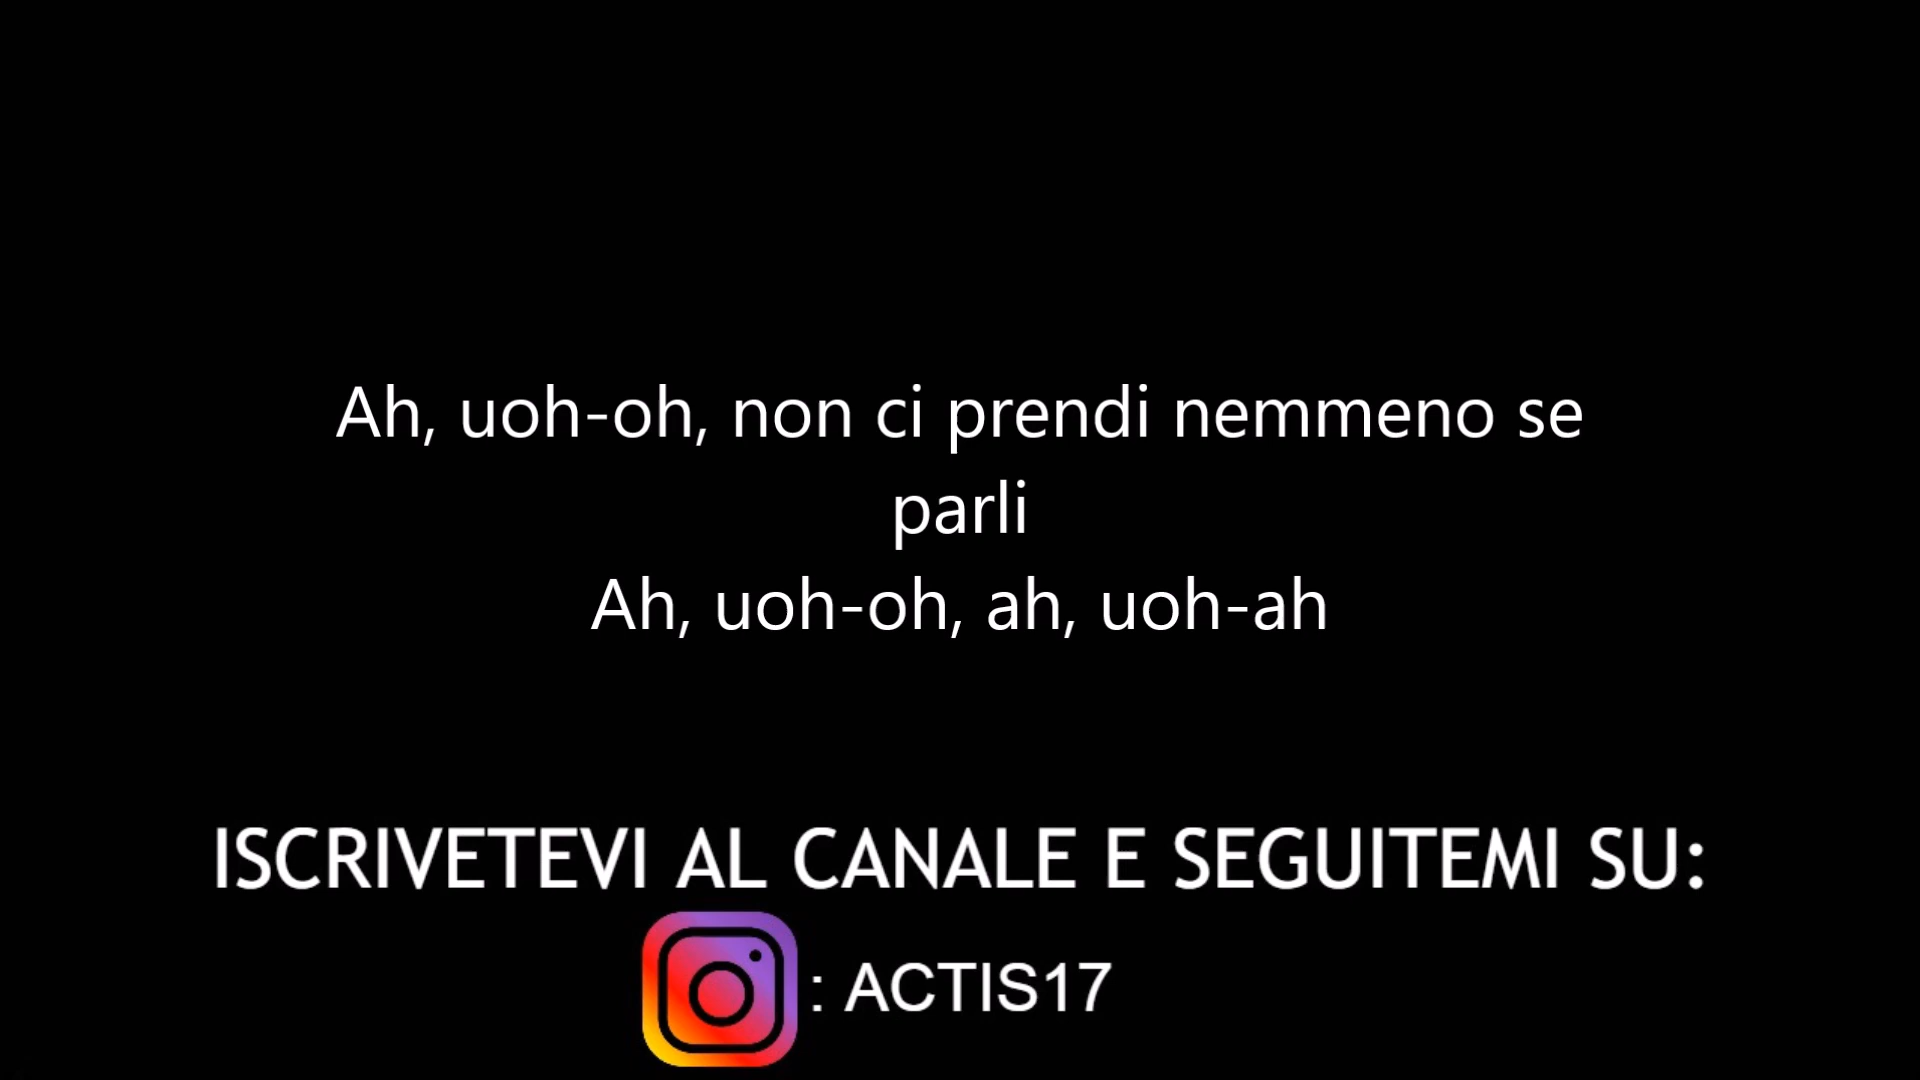 Ah, uoh-oh, non ci prendi nemmeno se
parli
Ah, uoh-oh, ah, uoh-ah
ISCRIVETEVI AL CANALE E SEGUITEMI SU:
: ACTIS17